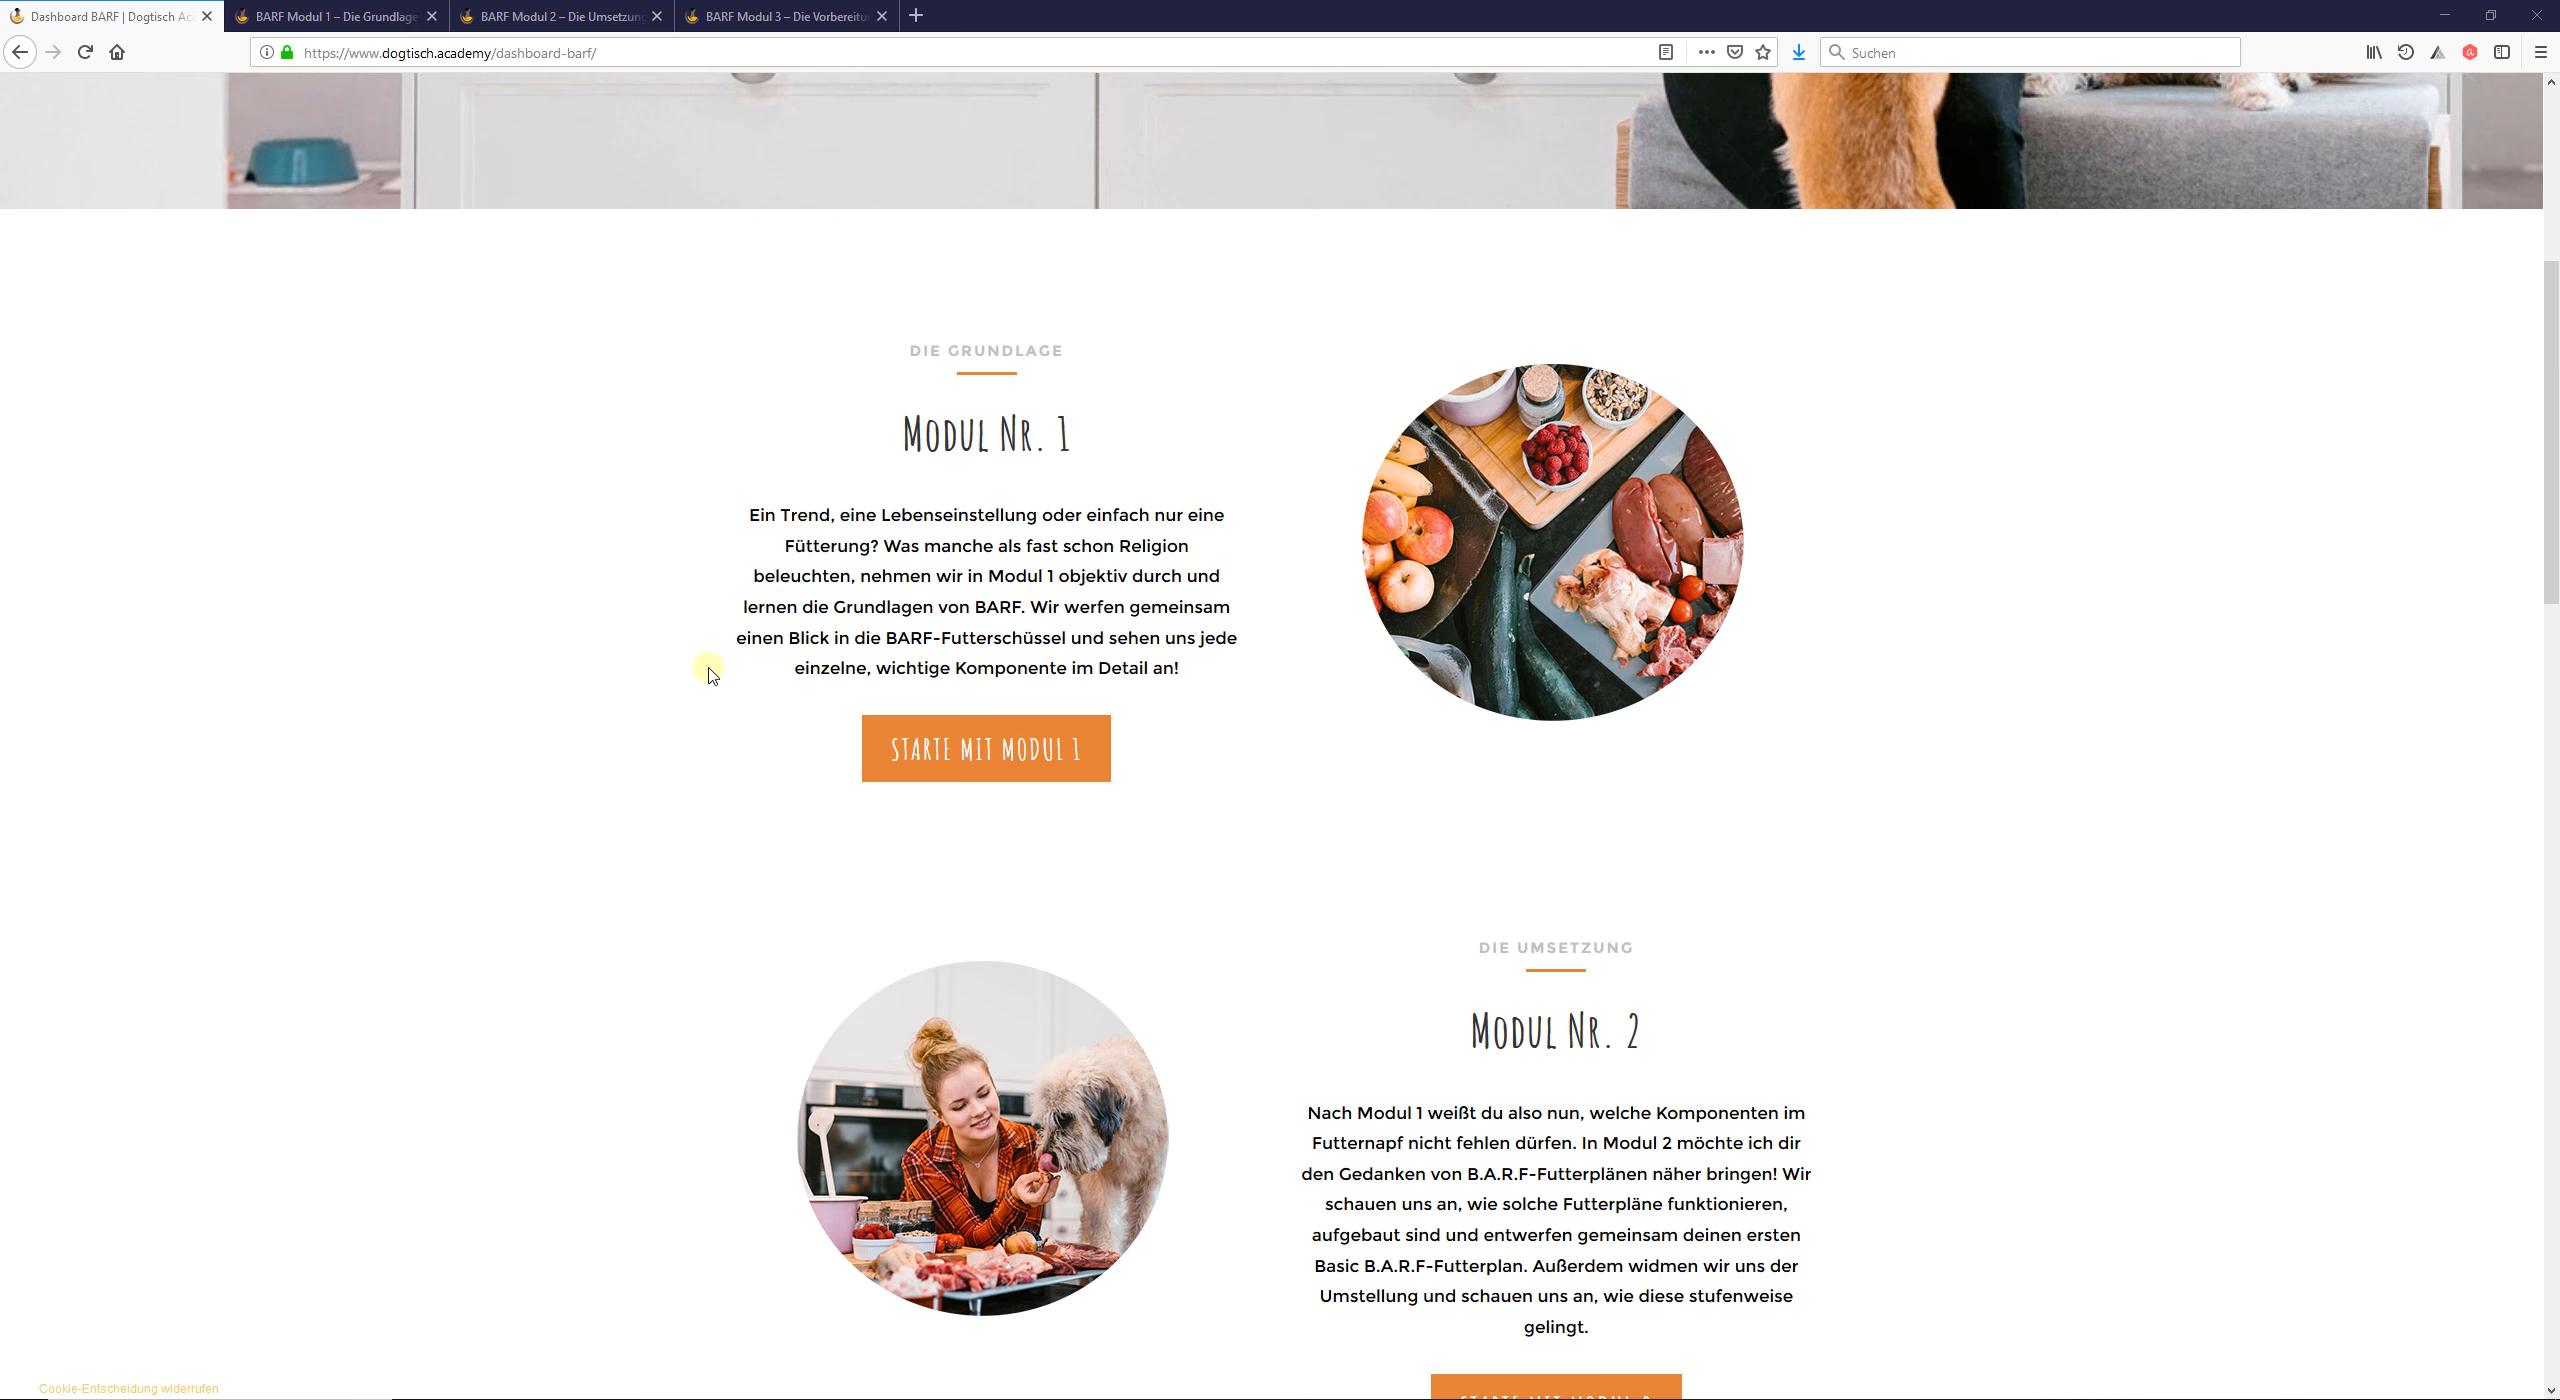 Dashboard BARF | Dogtisch Ac
BARF Modul 1 – Die Grundlage
BARF Modul 2 – Die Umsetzung
BARF Modul 3 – Die Vorbereitu
https://www.dogtisch.academy/dashboard-barf/
Suchen
DIE GRUNDLAGE
Modul Nr. 1
Ein Trend, eine Lebenseinstellung oder einfach nur eine
Fütterung? Was manche als fast schon Religion
beleuchten, nehmen wir in Modul 1 objektiv durch und
lernen die Grundlagen von BARF. Wir werfen gemeinsam
einen Blick in die BARF-Futterschüssel und sehen uns jede
einzelne, wichtige Komponente im Detail an!
STARTE MIT MODUL 1
DIE UMSETZUNG
Modul Nr. 2
Nach Modul 1 weißt du also nun, welche Komponenten im
Futternapf nicht fehlen dürfen. In Modul 2 möchte ich dir
den Gedanken von B.A.R.F-Futterplänen näher bringen! Wir
schauen uns an, wie solche Futterpläne funktionieren,
aufgebaut sind und entwerfen gemeinsam deinen ersten
Basic B.A.R.F-Futterplan. Außerdem widmen wir uns der
Umstellung und schauen uns an, wie diese stufenweise
gelingt.
Cookie-Entscheidung widerrufen